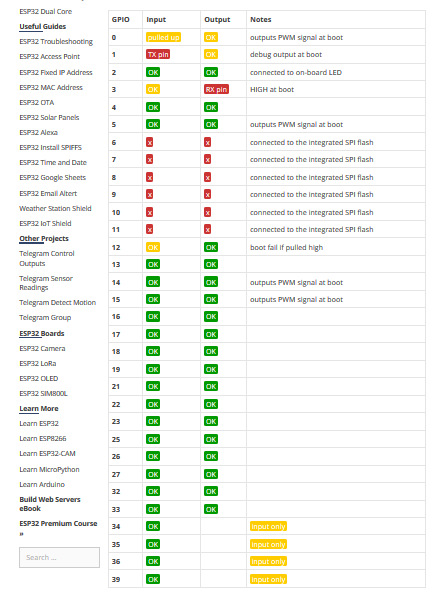 ESP32 Dual Core
Useful Guides
ESP32 Troubleshooting
ESP32 Access Point
ESP32 Fixed IP Address
ESP32 MAC Address
ESP32 OTA
ESP32 Solar Panels
ESP32 Alexa
ESP32 Install SPIFFS
ESP32 Time and Date
ESP32 Google Sheets
ESP32 Email Alert
Weather Station Shield
ESP32 IoT Shield
Other Projects
Telegram Control
Outputs
Telegram Sensor
Readings
Telegram Detect Motion
Telegram Group
ESP32 Boards
ESP32 Camera
ESP32 LoRa
ESP32 OLED
ESP32 SIM800L
Learn More
Learn ESP32
Learn ESP8266
Learn ESP32-CAM
Learn MicroPython
Learn Arduino
Build Web Servers
eBook
ESP32 Premium Course
»
Search ...
GPIO Input Output Notes
0 pulled up OK outputs PWM signal at boot
1 TX pin OK debug output at boot
2 OK OK connected to on-board LED
3 OK RX pin HIGH at boot
4 OK OK
5 OK OK outputs PWM signal at boot
6 x x connected to the integrated SPI flash
7 x x connected to the integrated SPI flash
8 x x connected to the integrated SPI flash
9 x x connected to the integrated SPI flash
10 x x connected to the integrated SPI flash
11 x x connected to the integrated SPI flash
12 OK OK boot fail if pulled high
13 OK OK
14 OK OK outputs PWM signal at boot
15 OK OK outputs PWM signal at boot
16 OK OK
17 OK OK
18 OK OK
19 OK OK
21 OK OK
22 OK OK
23 OK OK
25 OK OK
26 OK OK
27 OK OK
32 OK OK
33 OK OK
34 OK input only
35 OK input only
36 OK input only
39 OK input only